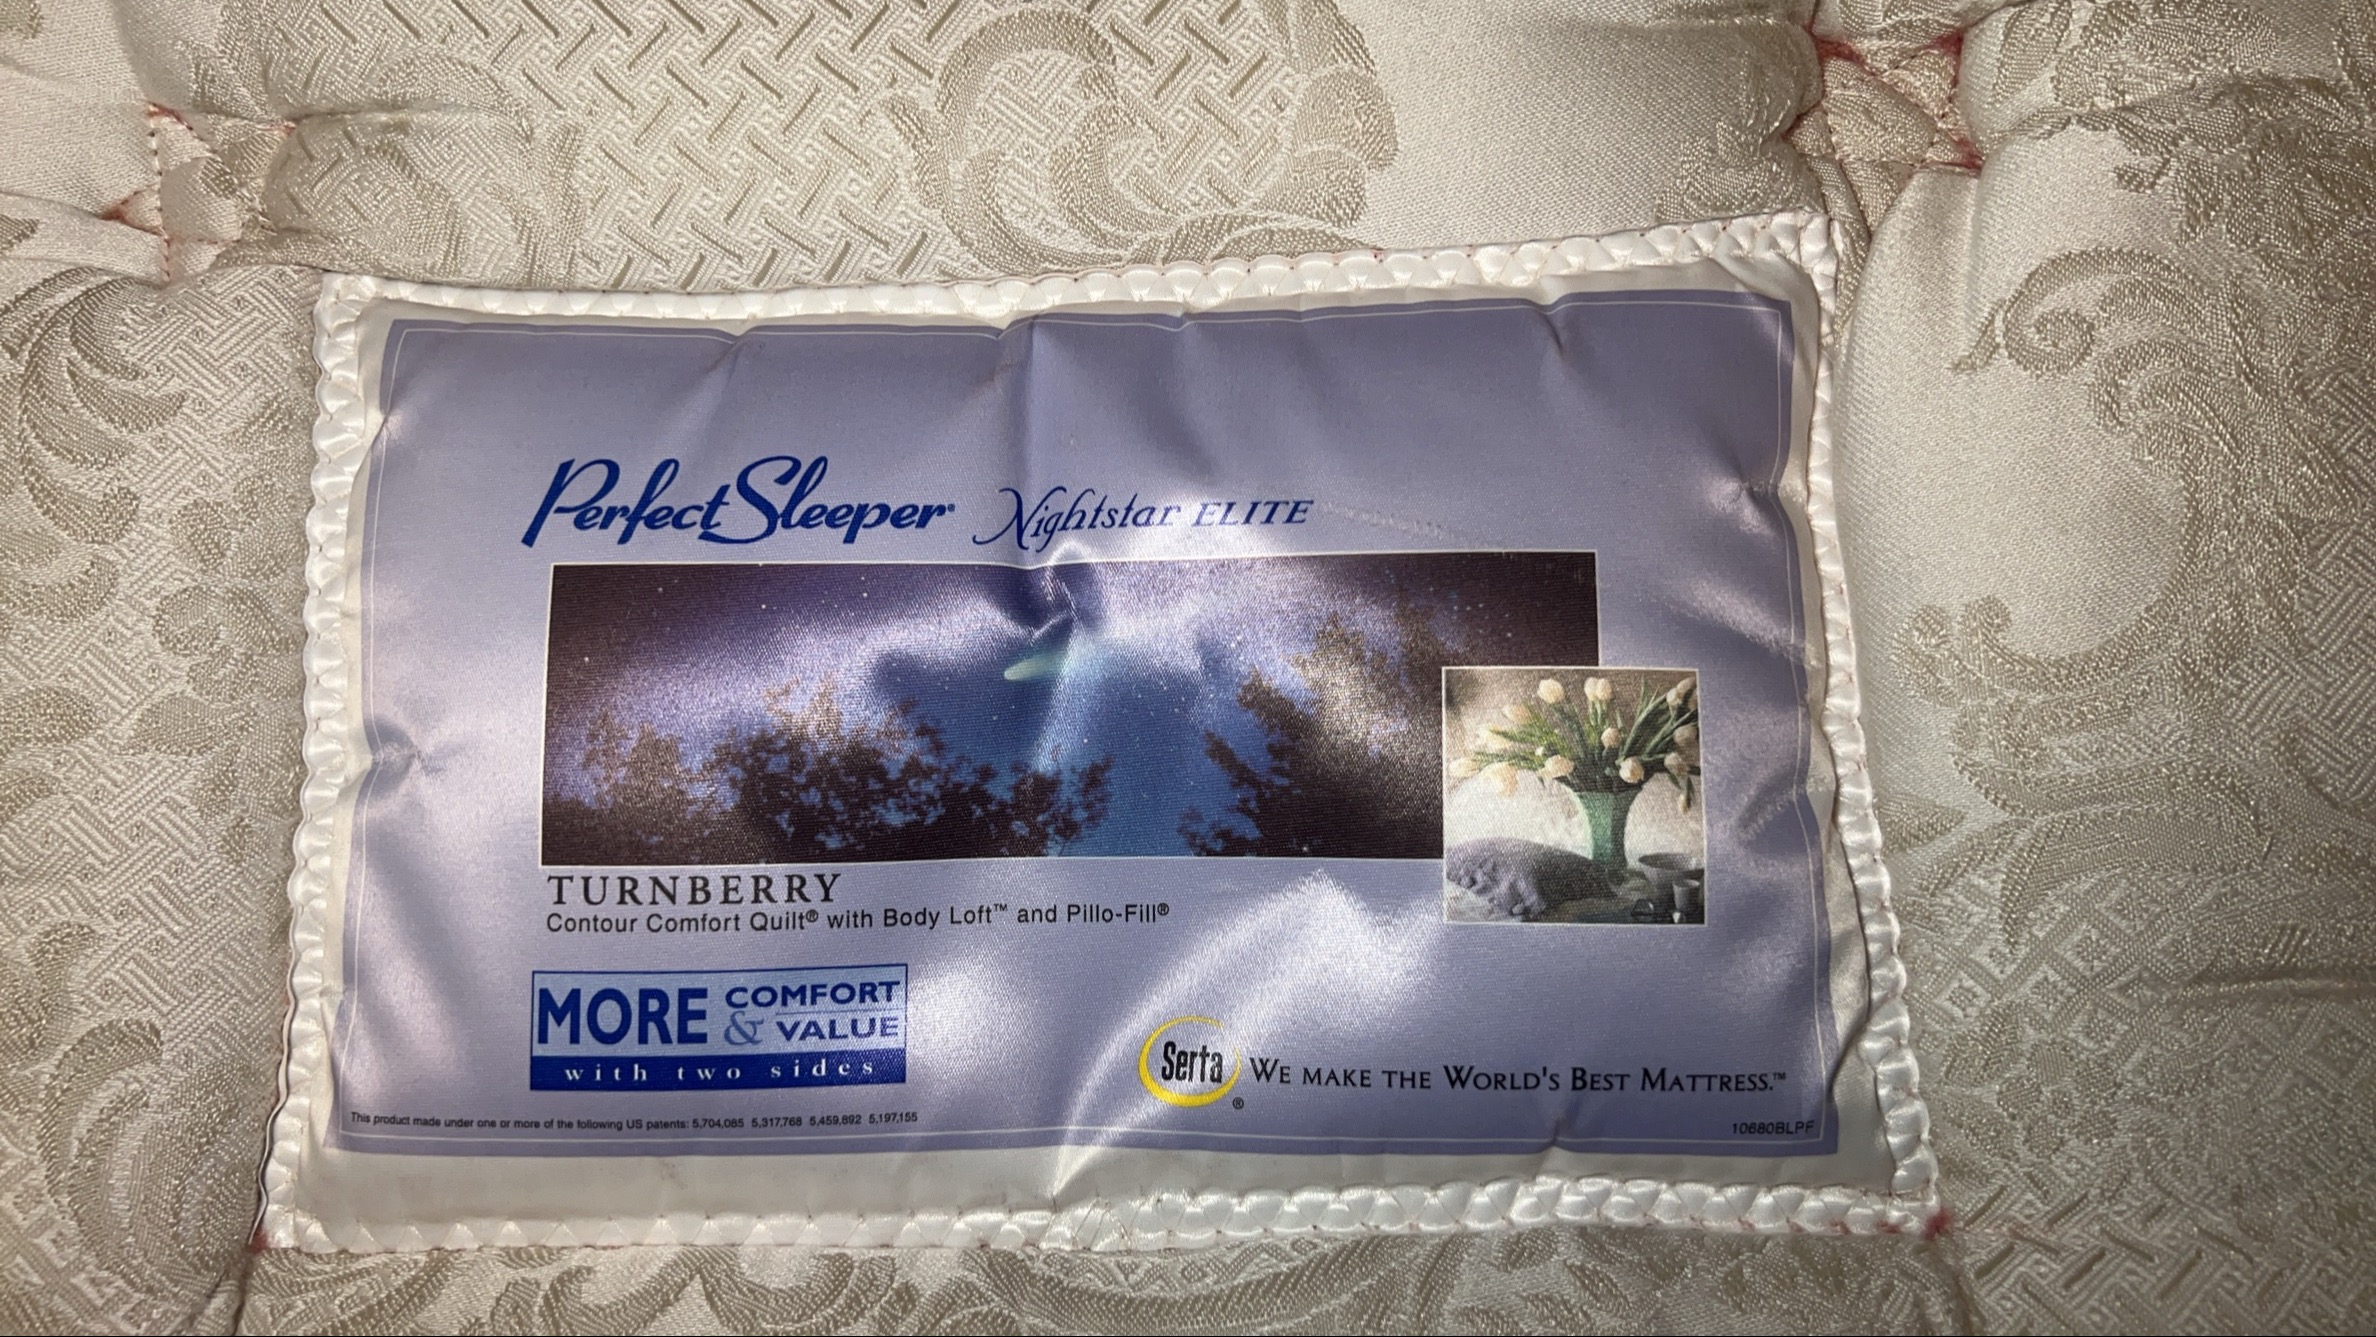 Perfect Sleeper® Nightstar ELITE
TURNBERRY
Contour Comfort Quilt® with Body Loft™ and Pillo-Fill®
MORE COMFORT & VALUE
with two sides
Serta® WE MAKE THE WORLD'S BEST MATTRESS.™
This product made under one or more of the following US patents: 5,704,085 5,317,768 5,459,892 5,197,155
10680BLPF